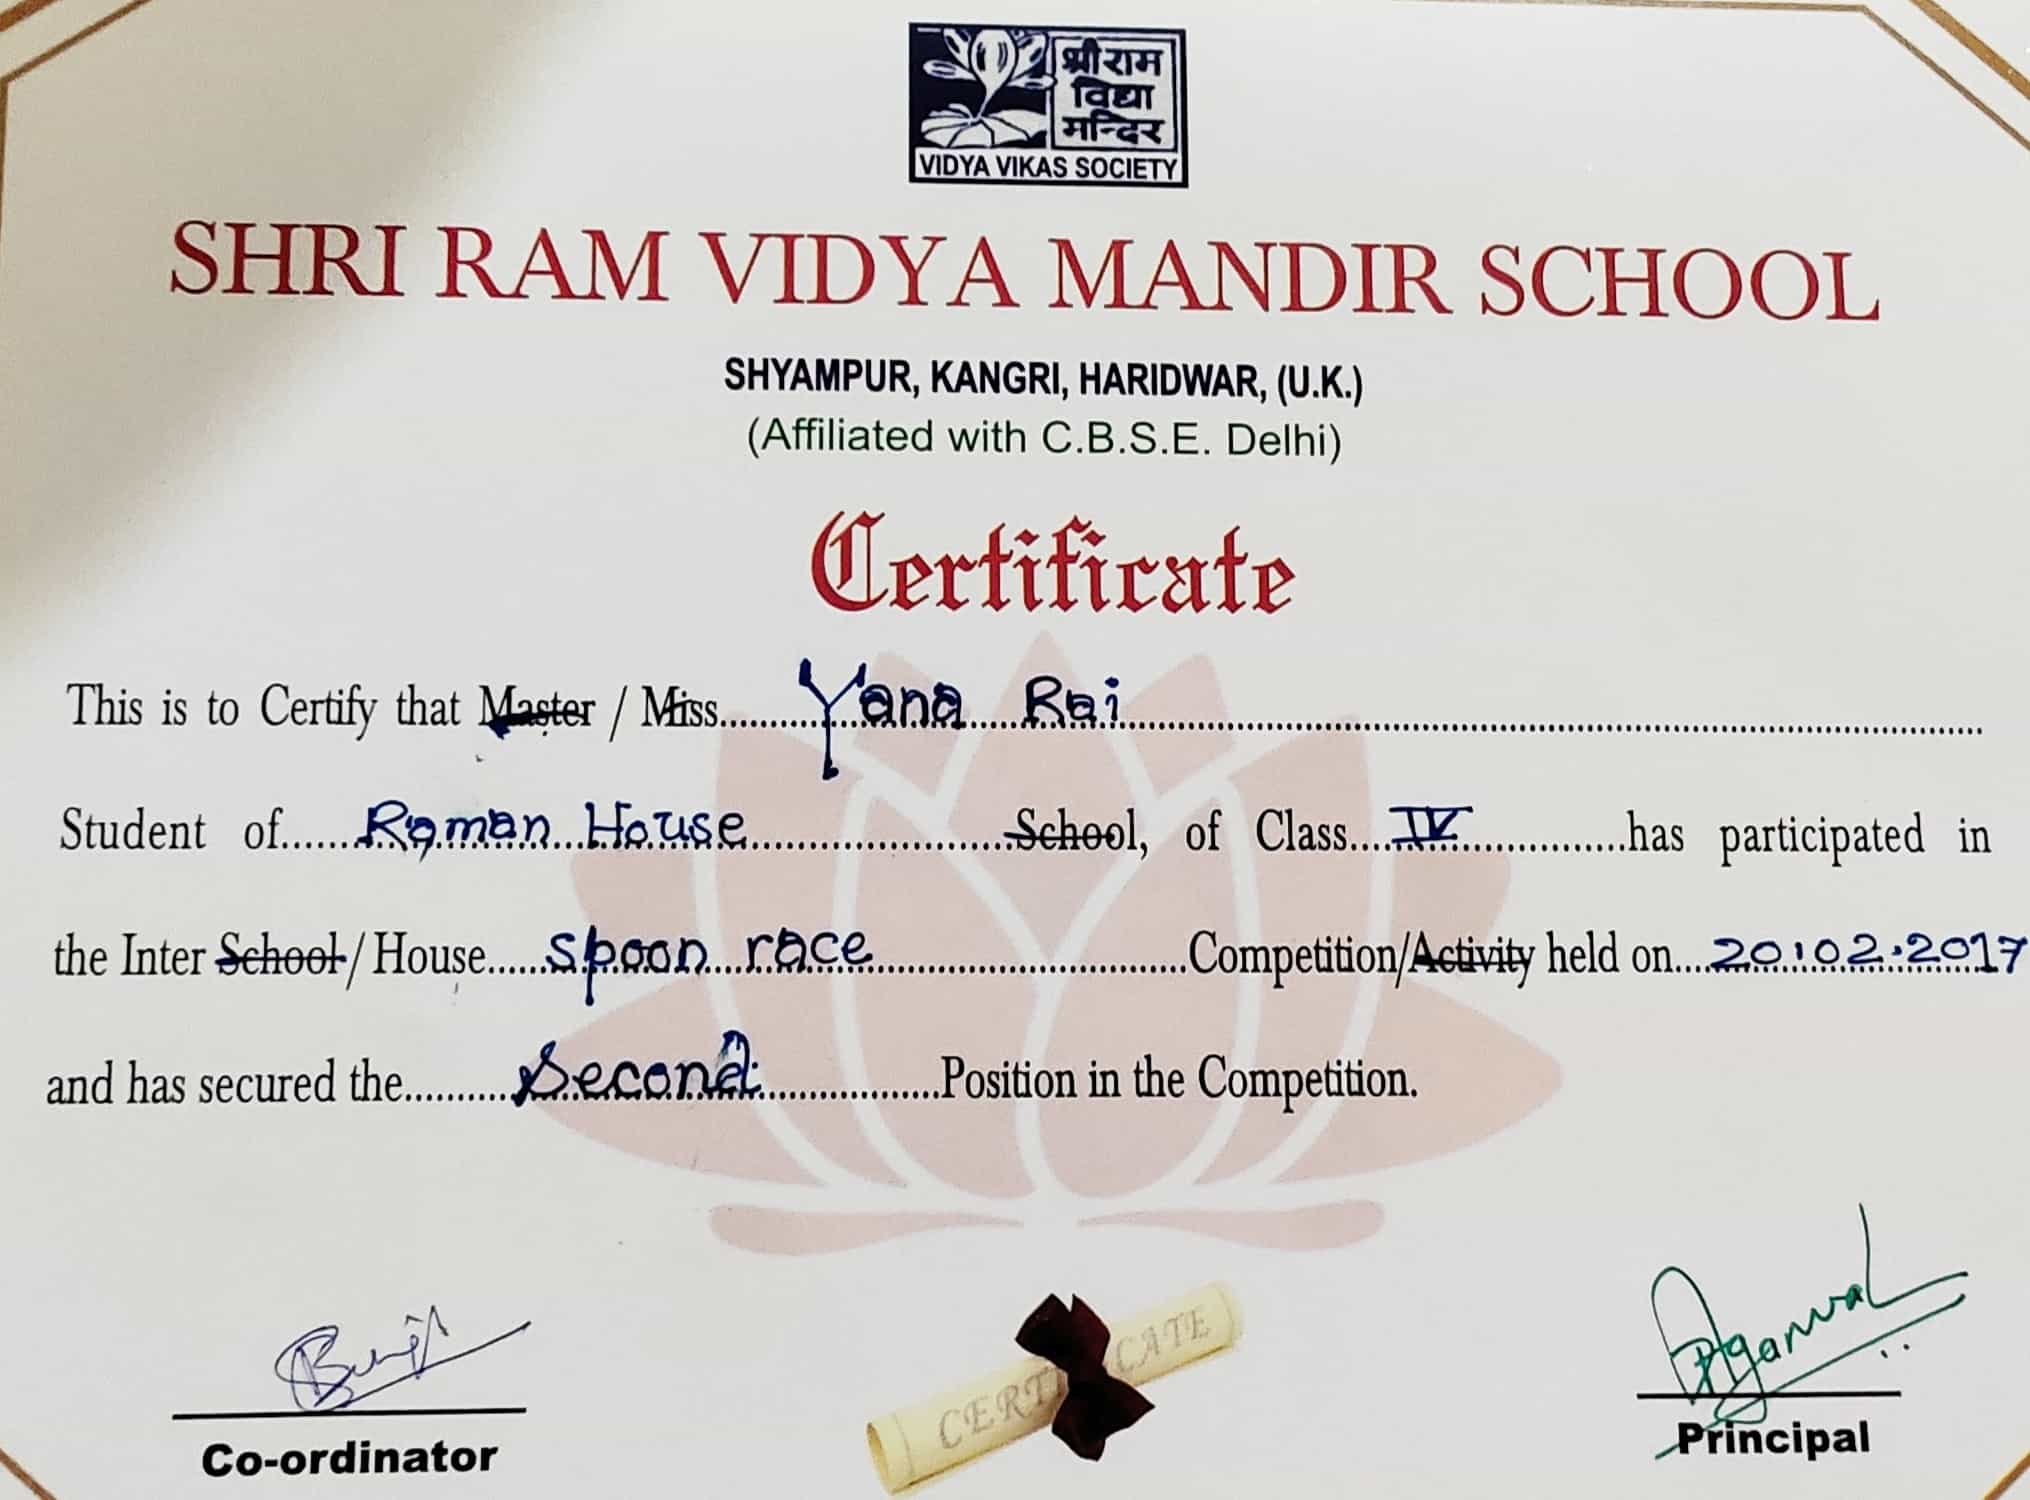 श्रीराम
विद्या
मन्दिर
VIDYA VIKAS SOCIETY
SHRI RAM VIDYA MANDIR SCHOOL
SHYAMPUR, KANGRI, HARIDWAR, (U.K.)
(Affiliated with C.B.S.E. Delhi)
Certificate
This is to Certify that Master / Miss Yana Rai
Student of Raman House School, of Class IV has participated in
the Inter School / House spoon race Competition/Activity held on 20.02.2017
and has secured the Second Position in the Competition.
Agarwal
CERTIFICATE
Co-ordinator
Principal